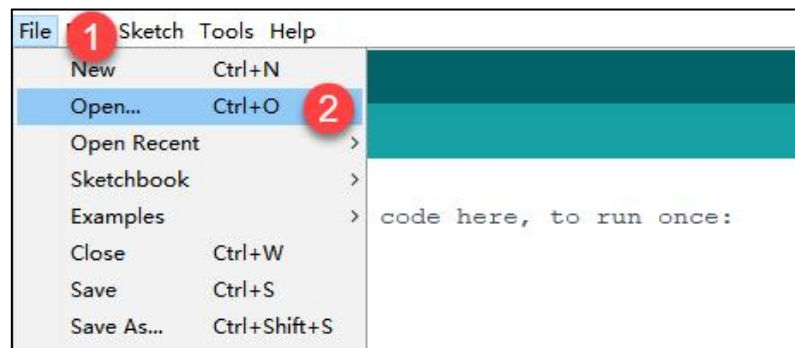 File 1 Sketch Tools Help
New Ctrl+N
Open... Ctrl+O 2
Open Recent >
Sketchbook >
Examples > code here, to run once:
Close Ctrl+W
Save Ctrl+S
Save As... Ctrl+Shift+S